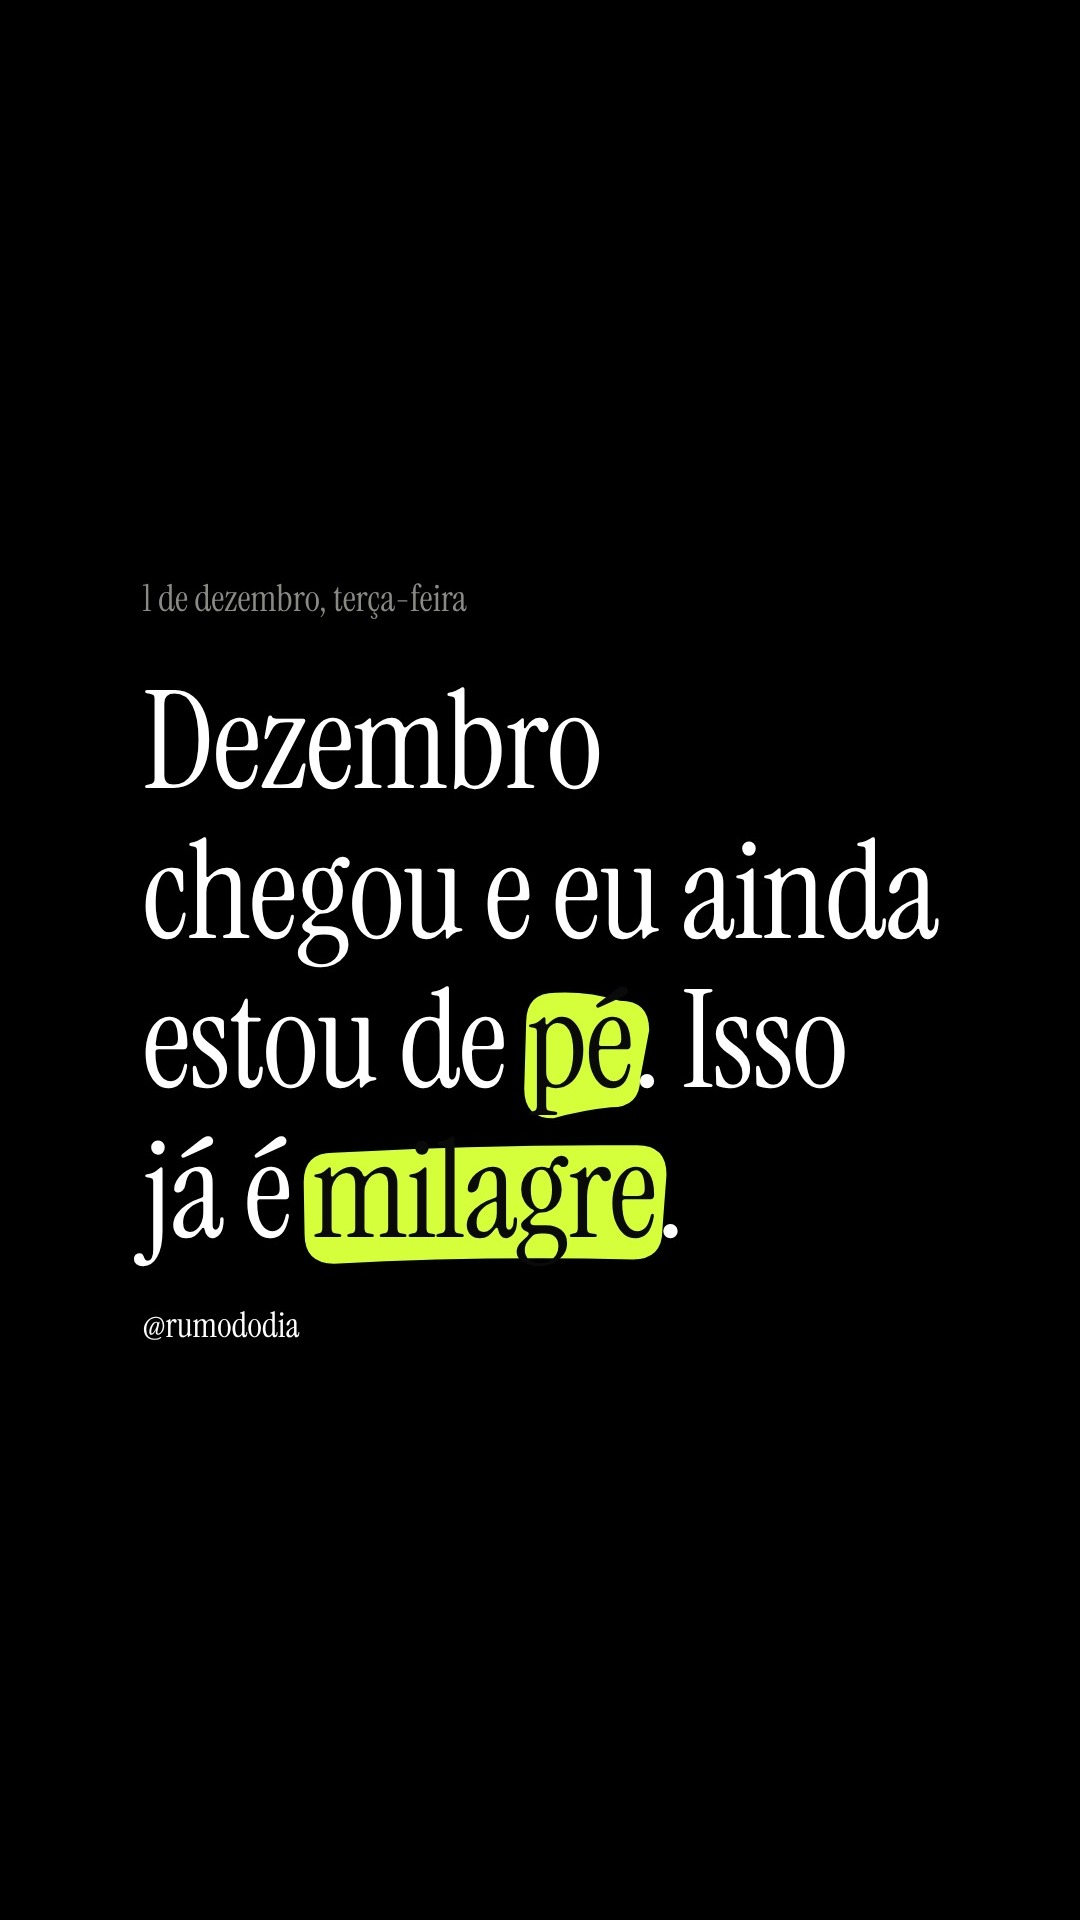 1 de dezembro, terça-feira
Dezembro
chegou e eu ainda
estou de pé. Isso
já é milagre.
@rumododia